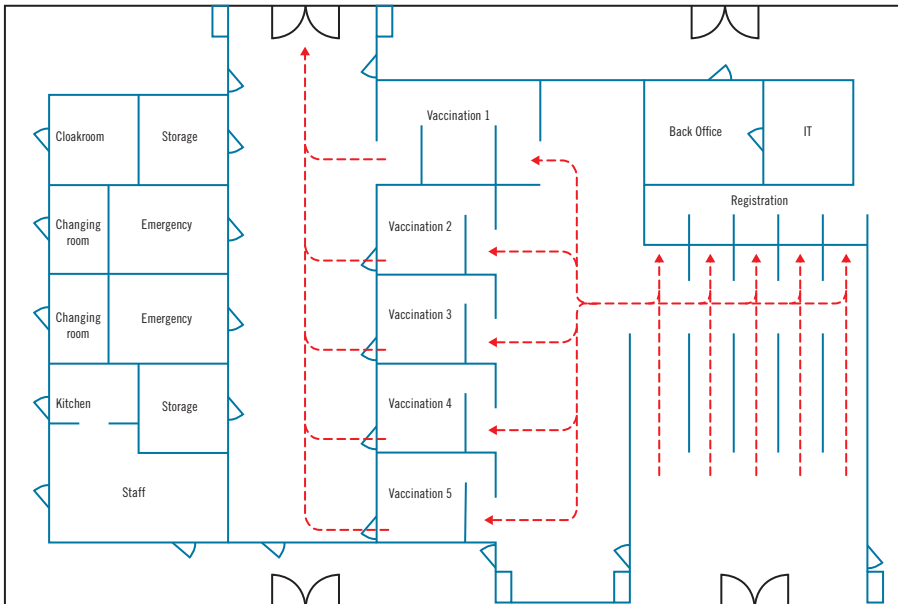 Vaccination 1
Cloakroom
Storage
Back Office
IT
Registration
Changing
room
Emergency
Vaccination 2
Changing
room
Emergency
Vaccination 3
Kitchen
Storage
Vaccination 4
Staff
Vaccination 5